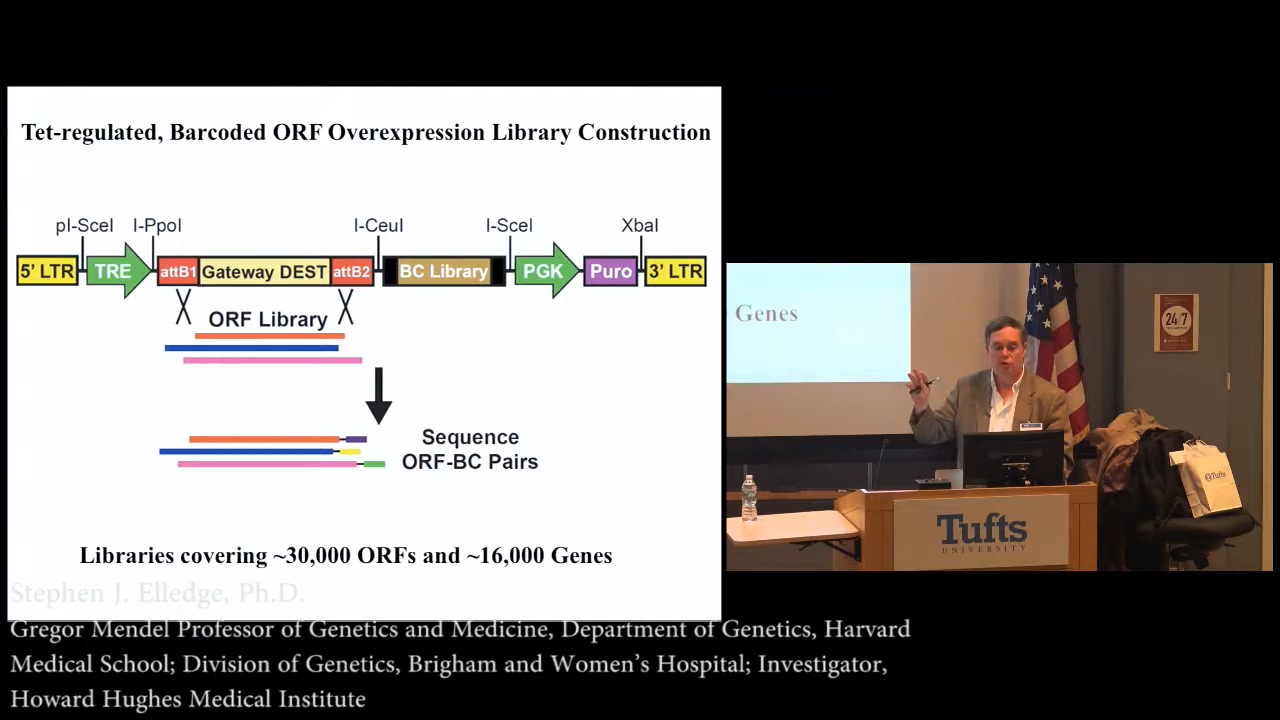 Tet-regulated, Barcoded ORF Overexpression Library Construction
pI-SceI I-PpoI I-CeuI I-SceI XbaI
5' LTR TRE attB1 Gateway DEST attB2 BC Library PGK Puro 3' LTR
ORF Library
Sequence
ORF-BC Pairs
Libraries covering ~30,000 ORFs and ~16,000 Genes
Genes
24/7
Tufts
Tufts
UNIVERSITY
Stephen J. Elledge, Ph.D.
Gregor Mendel Professor of Genetics and Medicine, Department of Genetics, Harvard
Medical School; Division of Genetics, Brigham and Women's Hospital; Investigator,
Howard Hughes Medical Institute